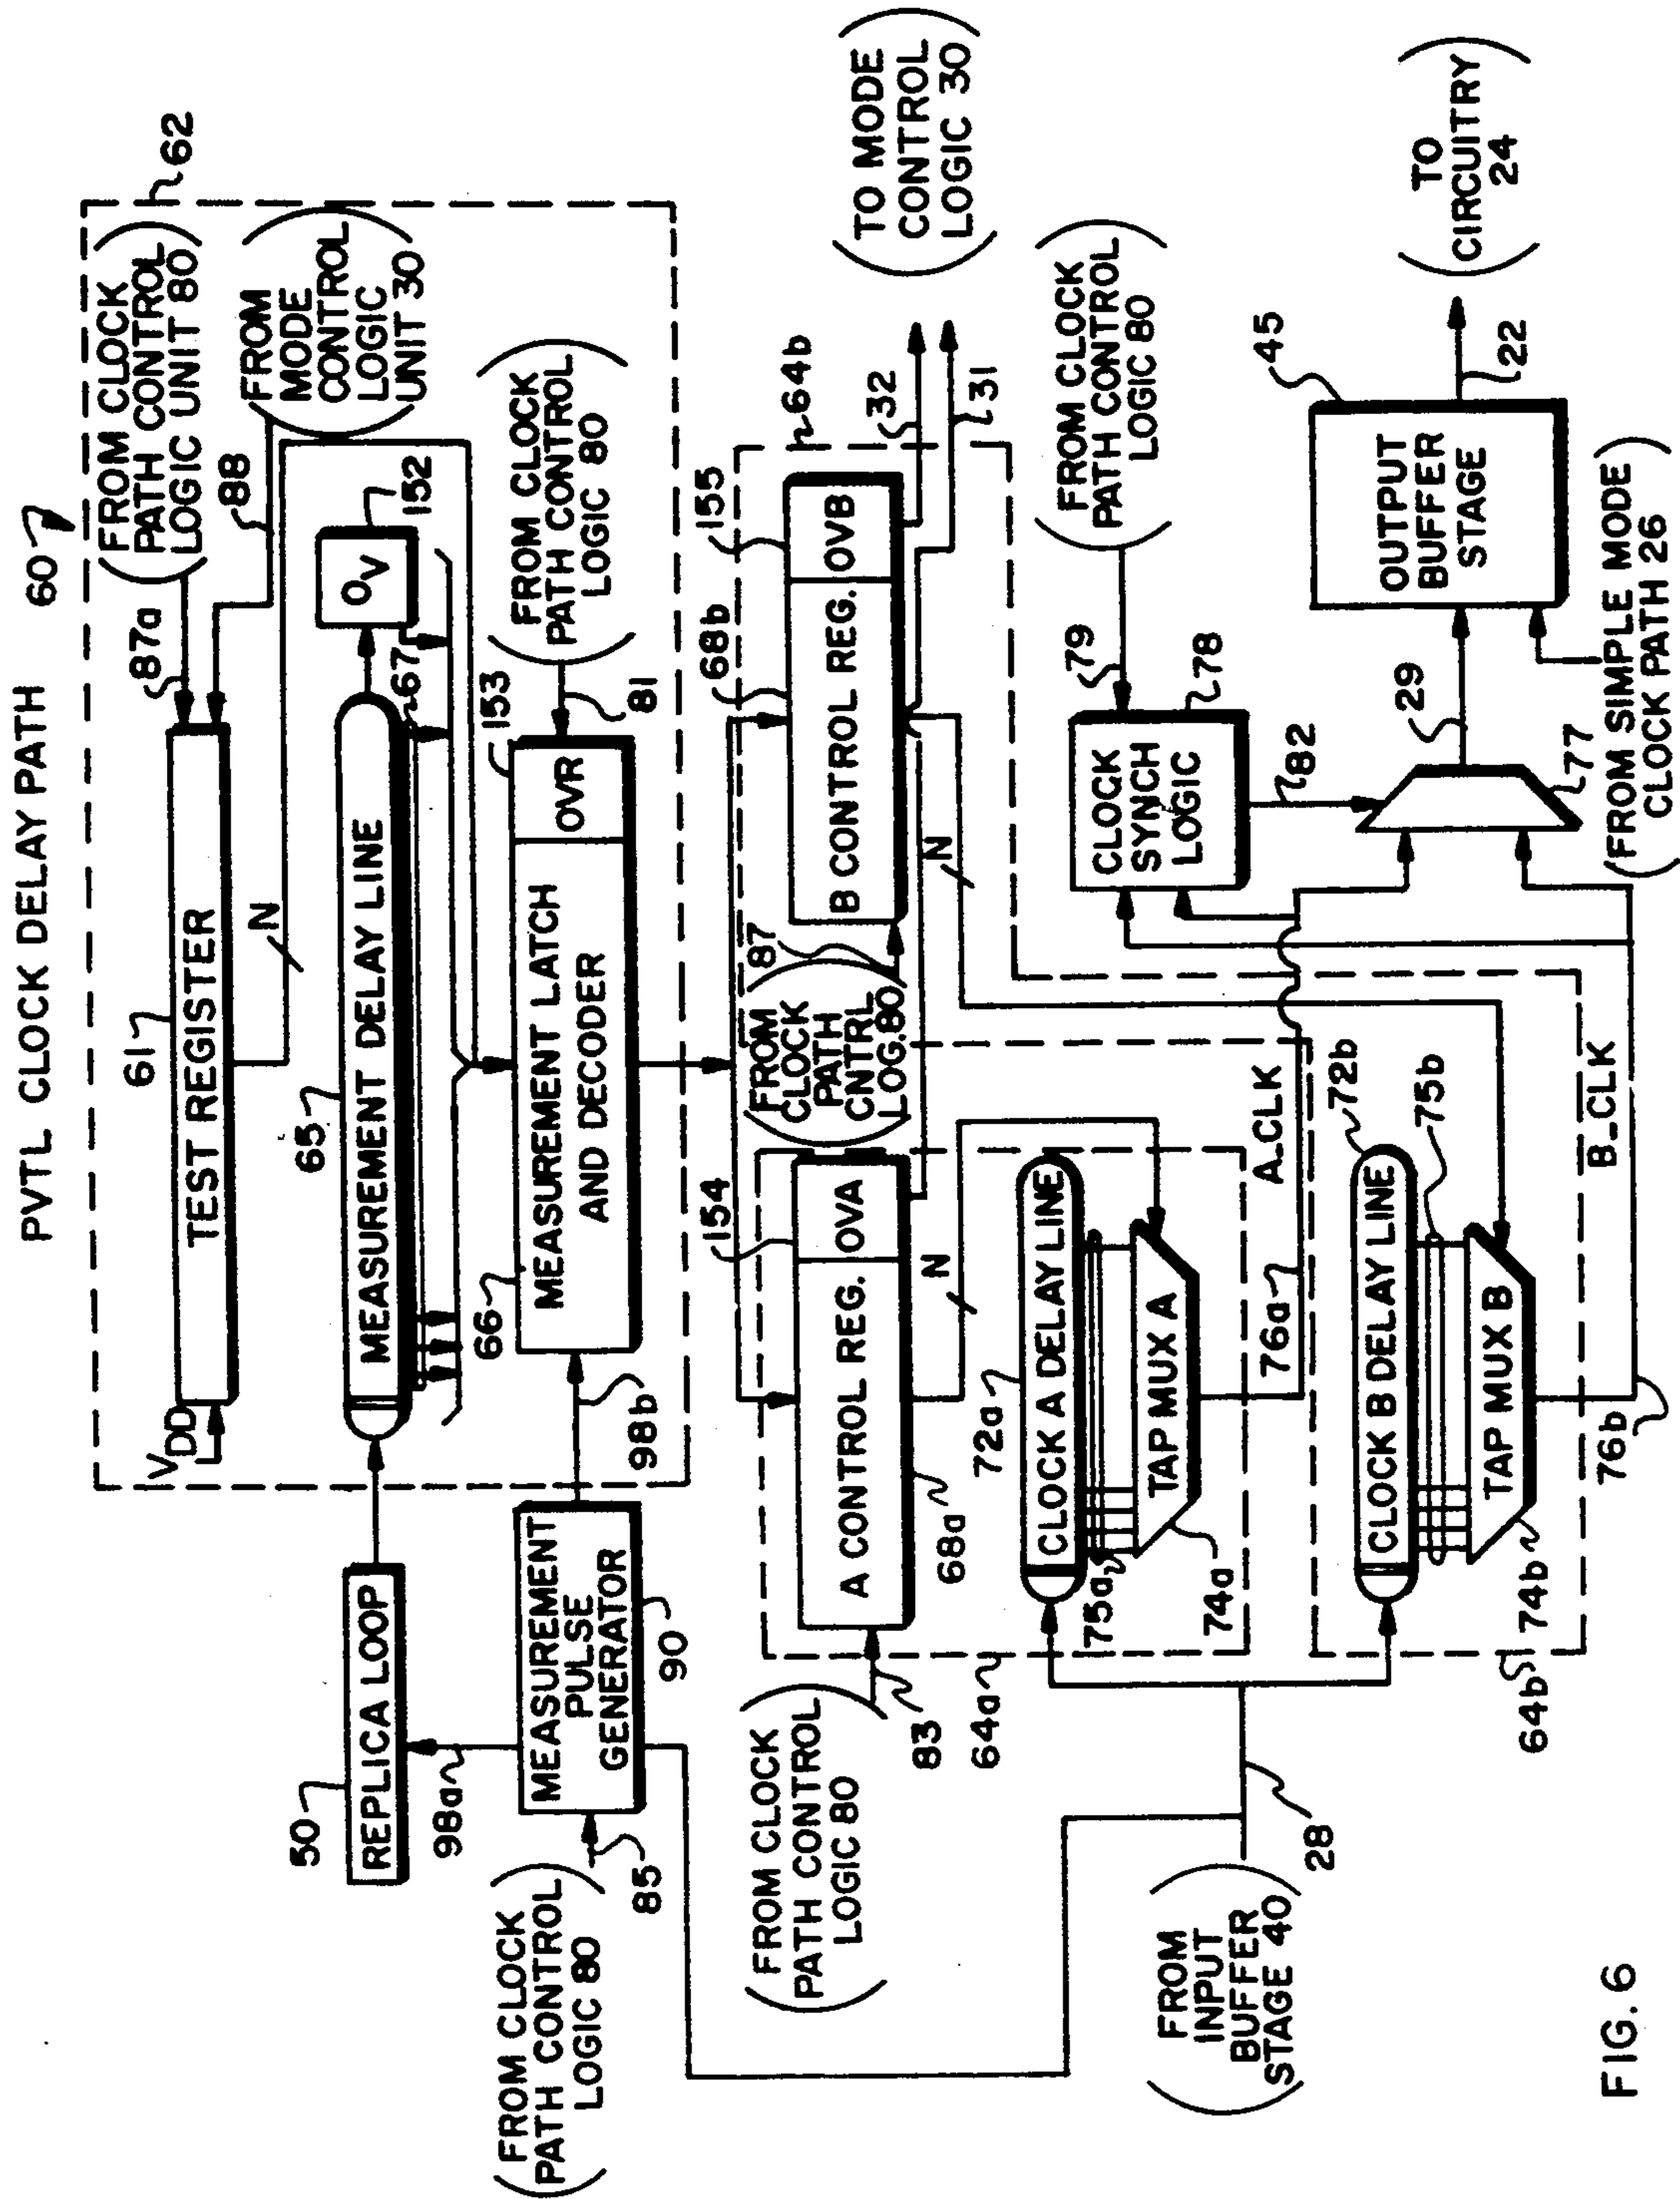 PVTL CLOCK DELAY PATH
60
61
TEST REGISTER
VDD
87a
(FROM CLOCK
PATH CONTROL
LOGIC UNIT 80)
62
88
(FROM
MODE
CONTROL
LOGIC
UNIT 30)
N
65
MEASUREMENT DELAY LINE
OV
152
67
50
REPLICA LOOP
98a
66
MEASUREMENT LATCH
AND DECODER
OVR
153
81
(FROM CLOCK
PATH CONTROL
LOGIC 80)
98b
MEASUREMENT
PULSE
GENERATOR
90
85
(FROM CLOCK
PATH CONTROL
LOGIC 80)
154
A CONTROL REG.
OVA
68a
83
(FROM CLOCK
PATH CONTROL
LOGIC 80)
64a
N
87
(FROM
CLOCK
PATH
CNTRL
LOG.80)
68b
B CONTROL REG.
OVB
155
64b
32
31
(TO MODE
CONTROL
LOGIC 30)
N
72a
CLOCK A DELAY LINE
75a
TAP MUX A
74a
76a
A_CLK
79
(FROM CLOCK
PATH CONTROL
LOGIC 80)
CLOCK
SYNCH
LOGIC
78
82
(FROM
INPUT
BUFFER
STAGE 40)
28
72b
CLOCK B DELAY LINE
75b
TAP MUX B
74b
64b
76b
B_CLK
77
29
OUTPUT
BUFFER
STAGE
45
22
(TO
CIRCUITRY
24)
(FROM SIMPLE MODE
CLOCK PATH 26)
FIG. 6